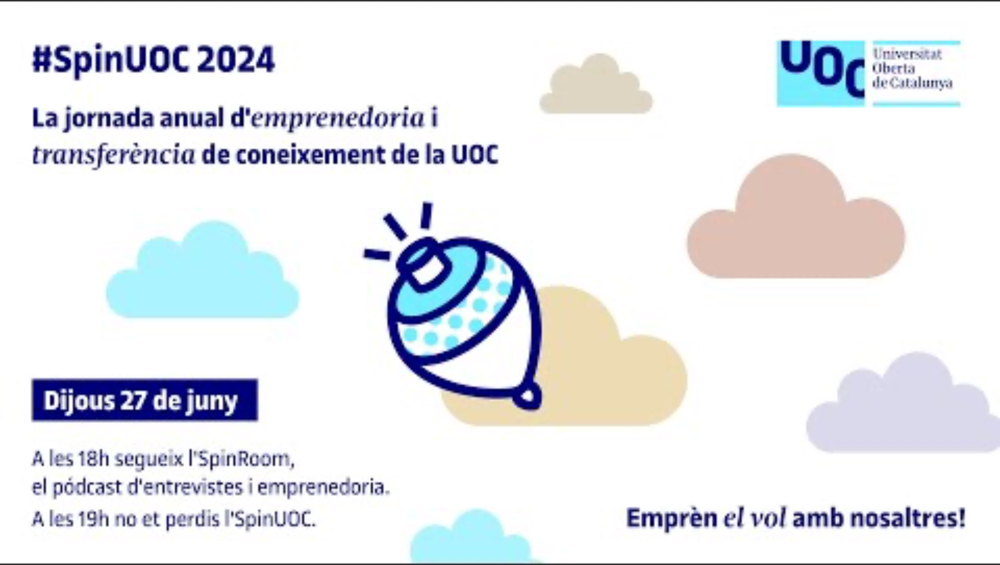 #SpinUOC 2024
UOC
Universitat
Oberta
de Catalunya
La jornada anual d'emprenedoria i
transferència de coneixement de la UOC
Dijous 27 de juny
A les 18h segueix l'SpinRoom,
el pódcast d'entrevistes i emprenedoria.
A les 19h no et perdis l'SpinUOC.
Emprèn el vol amb nosaltres!